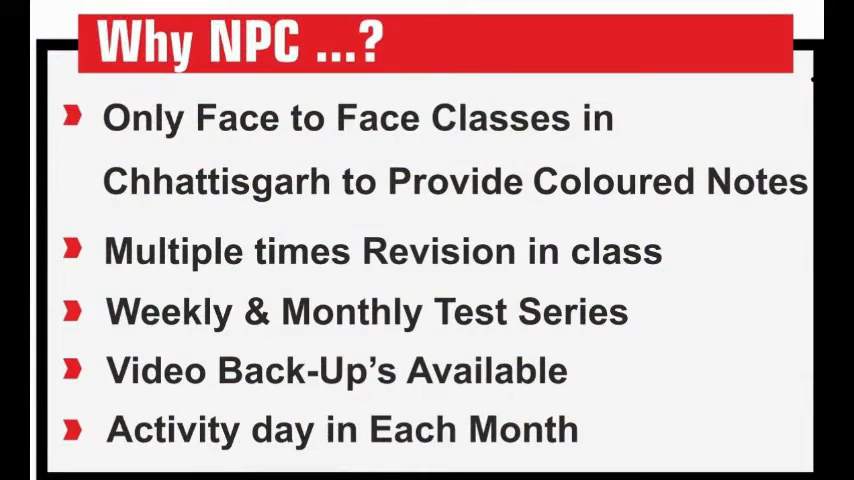 Why NPC ...?
Only Face to Face Classes in
Chhattisgarh to Provide Coloured Notes
Multiple times Revision in class
Weekly & Monthly Test Series
Video Back-Up’s Available
Activity day in Each Month